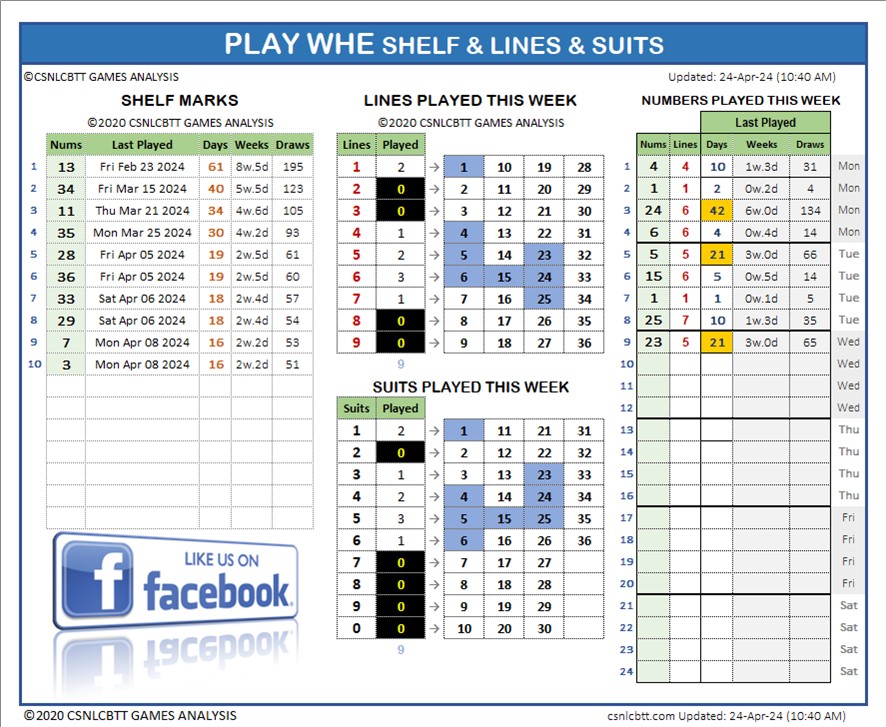 PLAY WHE SHELF & LINES & SUITS
©CSNLCBTT GAMES ANALYSIS
Updated: 24-Apr-24 (10:40 AM)
SHELF MARKS
©2020 CSNLCBTT GAMES ANALYSIS
Nums Last Played Days Weeks Draws
1 13 Fri Feb 23 2024 61 8w.5d 195
2 34 Fri Mar 15 2024 40 5w.5d 123
3 11 Thu Mar 21 2024 34 4w.6d 105
4 35 Mon Mar 25 2024 30 4w.2d 93
5 28 Fri Apr 05 2024 19 2w.5d 61
6 36 Fri Apr 05 2024 19 2w.5d 60
7 33 Sat Apr 06 2024 18 2w.4d 57
8 29 Sat Apr 06 2024 18 2w.4d 54
9 7 Mon Apr 08 2024 16 2w.2d 53
10 3 Mon Apr 08 2024 16 2w.2d 51
LIKE US ON
facebook
LINES PLAYED THIS WEEK
©2020 CSNLCBTT GAMES ANALYSIS
Lines Played
1 2 → 1 10 19 28
2 0 → 2 11 20 29
3 0 → 3 12 21 30
4 1 → 4 13 22 31
5 2 → 5 14 23 32
6 3 → 6 15 24 33
7 1 → 7 16 25 34
8 0 → 8 17 26 35
9 0 → 9 18 27 36
9
SUITS PLAYED THIS WEEK
Suits Played
1 2 → 1 11 21 31
2 0 → 2 12 22 32
3 1 → 3 13 23 33
4 2 → 4 14 24 34
5 3 → 5 15 25 35
6 1 → 6 16 26 36
7 0 → 7 17 27
8 0 → 8 18 28
9 0 → 9 19 29
0 0 → 10 20 30
9
NUMBERS PLAYED THIS WEEK
Last Played
Nums Lines Days Weeks Draws
1 4 4 10 1w.3d 31 Mon
2 1 1 2 0w.2d 4 Mon
3 24 6 42 6w.0d 134 Mon
4 6 6 4 0w.4d 14 Mon
5 5 5 21 3w.0d 66 Tue
6 15 6 5 0w.5d 14 Tue
7 1 1 1 0w.1d 5 Tue
8 25 7 10 1w.3d 35 Tue
9 23 5 21 3w.0d 65 Wed
10 Wed
11 Wed
12 Wed
13 Thu
14 Thu
15 Thu
16 Thu
17 Fri
18 Fri
19 Fri
20 Fri
21 Sat
22 Sat
23 Sat
24 Sat
©2020 CSNLCBTT GAMES ANALYSIS
csnlcbtt.com Updated: 24-Apr-24 (10:40 AM)